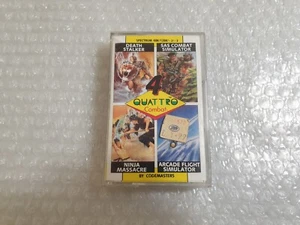 SPECTRUM 48K/128K/+2
DEATH
STALKER
SAS COMBAT
SIMULATOR
4
QUATTRO
Combat
NINJA
MASSACRE
ARCADE FLIGHT
SIMULATOR
BY CODEMASTERS